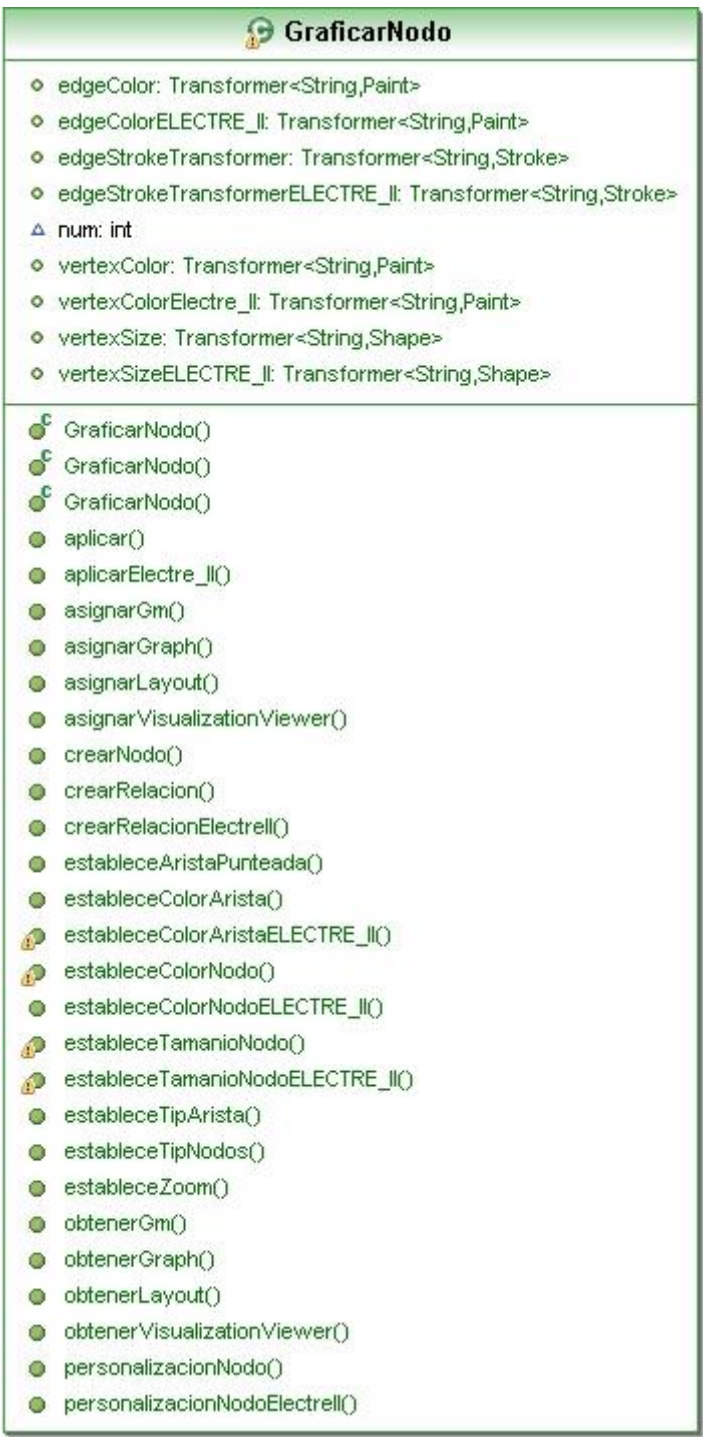 GraficarNodo
edgeColor: Transformer<String,Paint>
edgeColorELECTRE_II: Transformer<String,Paint>
edgeStrokeTransformer: Transformer<String,Stroke>
edgeStrokeTransformerELECTRE_II: Transformer<String,Stroke>
num: int
vertexColor: Transformer<String,Paint>
vertexColorElectre_II: Transformer<String,Paint>
vertexSize: Transformer<String,Shape>
vertexSizeELECTRE_II: Transformer<String,Shape>
GraficarNodo()
GraficarNodo()
GraficarNodo()
aplicar()
aplicarElectre_II()
asignarGm()
asignarGraph()
asignarLayout()
asignarVisualizationViewer()
crearNodo()
crearRelacion()
crearRelacionElectreII()
estableceAristaPunteada()
estableceColorArista()
estableceColorAristaELECTRE_II()
estableceColorNodo()
estableceColorNodoELECTRE_II()
estableceTamanioNodo()
estableceTamanioNodoELECTRE_II()
estableceTipArista()
estableceTipNodos()
estableceZoom()
obtenerGm()
obtenerGraph()
obtenerLayout()
obtenerVisualizationViewer()
personalizacionNodo()
personalizacionNodoElectreII()